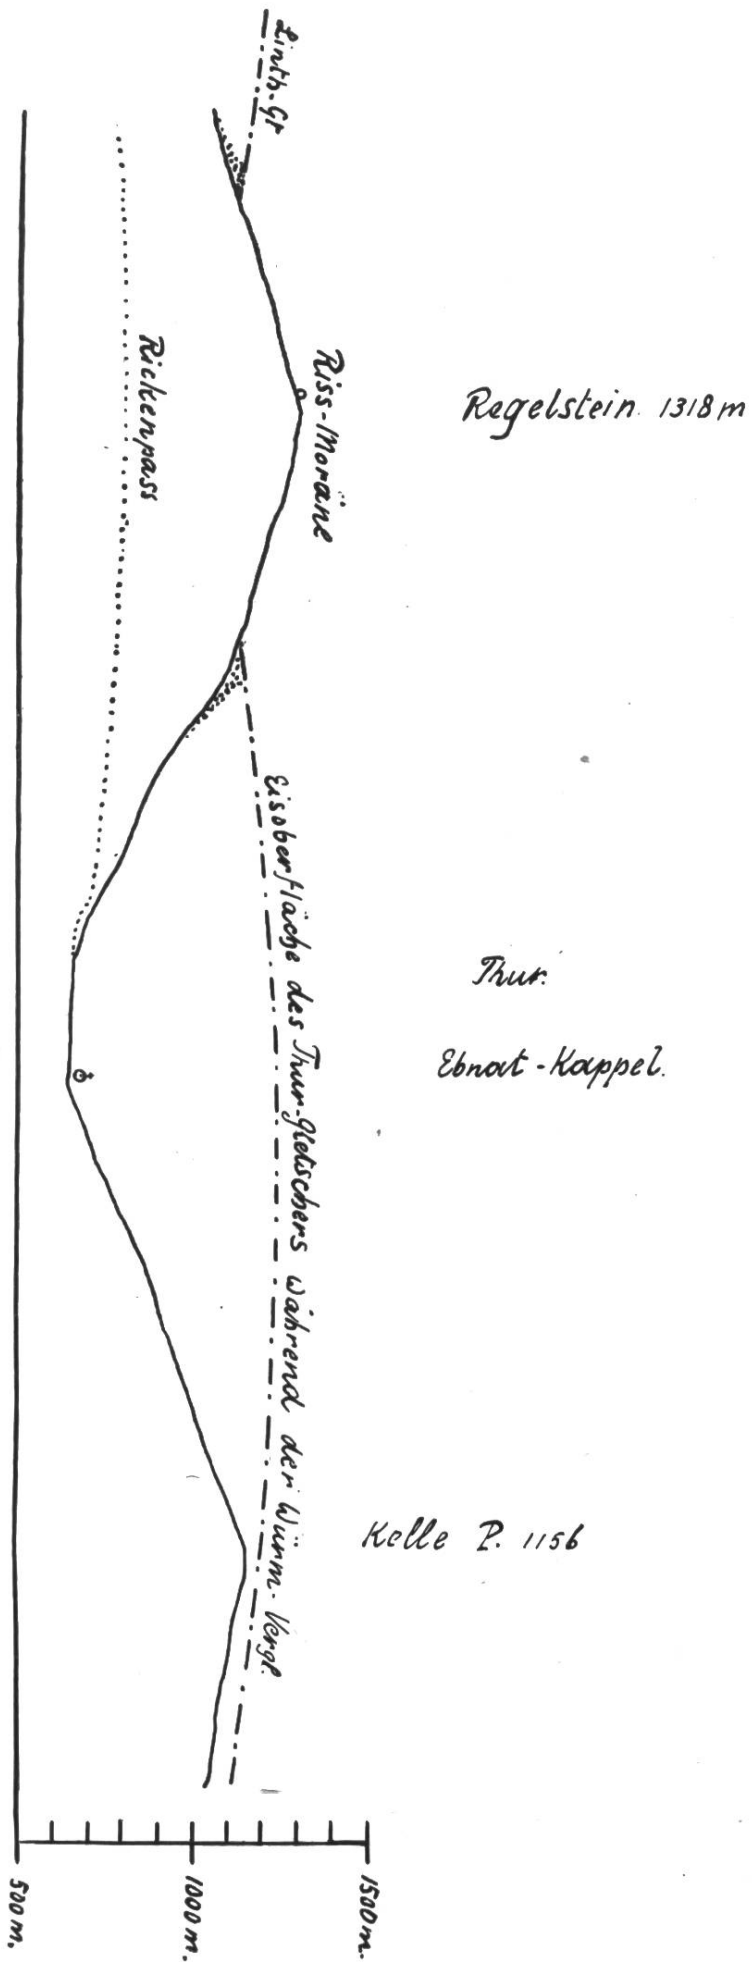 Linth-Gl
Regelstein 1318 m
Riss-Moräne
Rickenpass
Thur.
Ebnat-Kappel.
Eisoberfläche des Thur-Gletschers während der Würm-Vergl.
Kelle P. 1156
500 m.
1000 m.
1500 m.